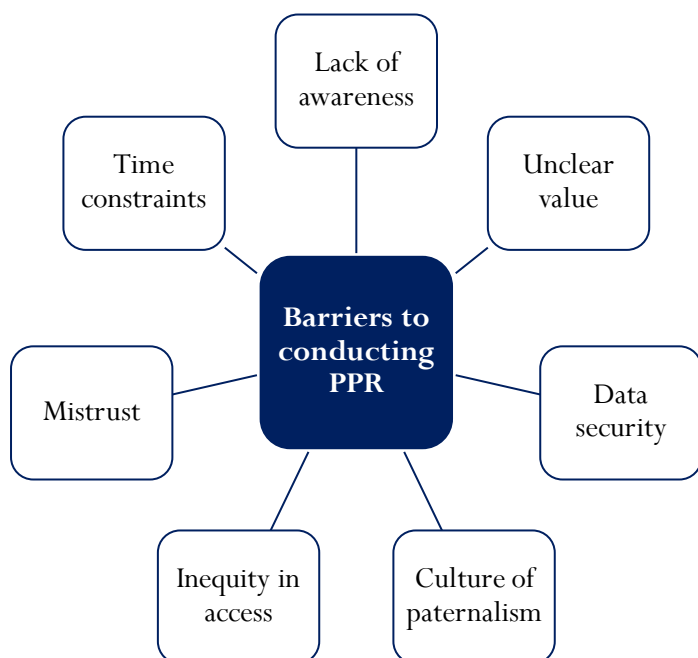 Lack of
awareness
Time
constraints
Unclear
value
Barriers to
conducting
PPR
Mistrust
Data
security
Inequity in
access
Culture of
paternalism